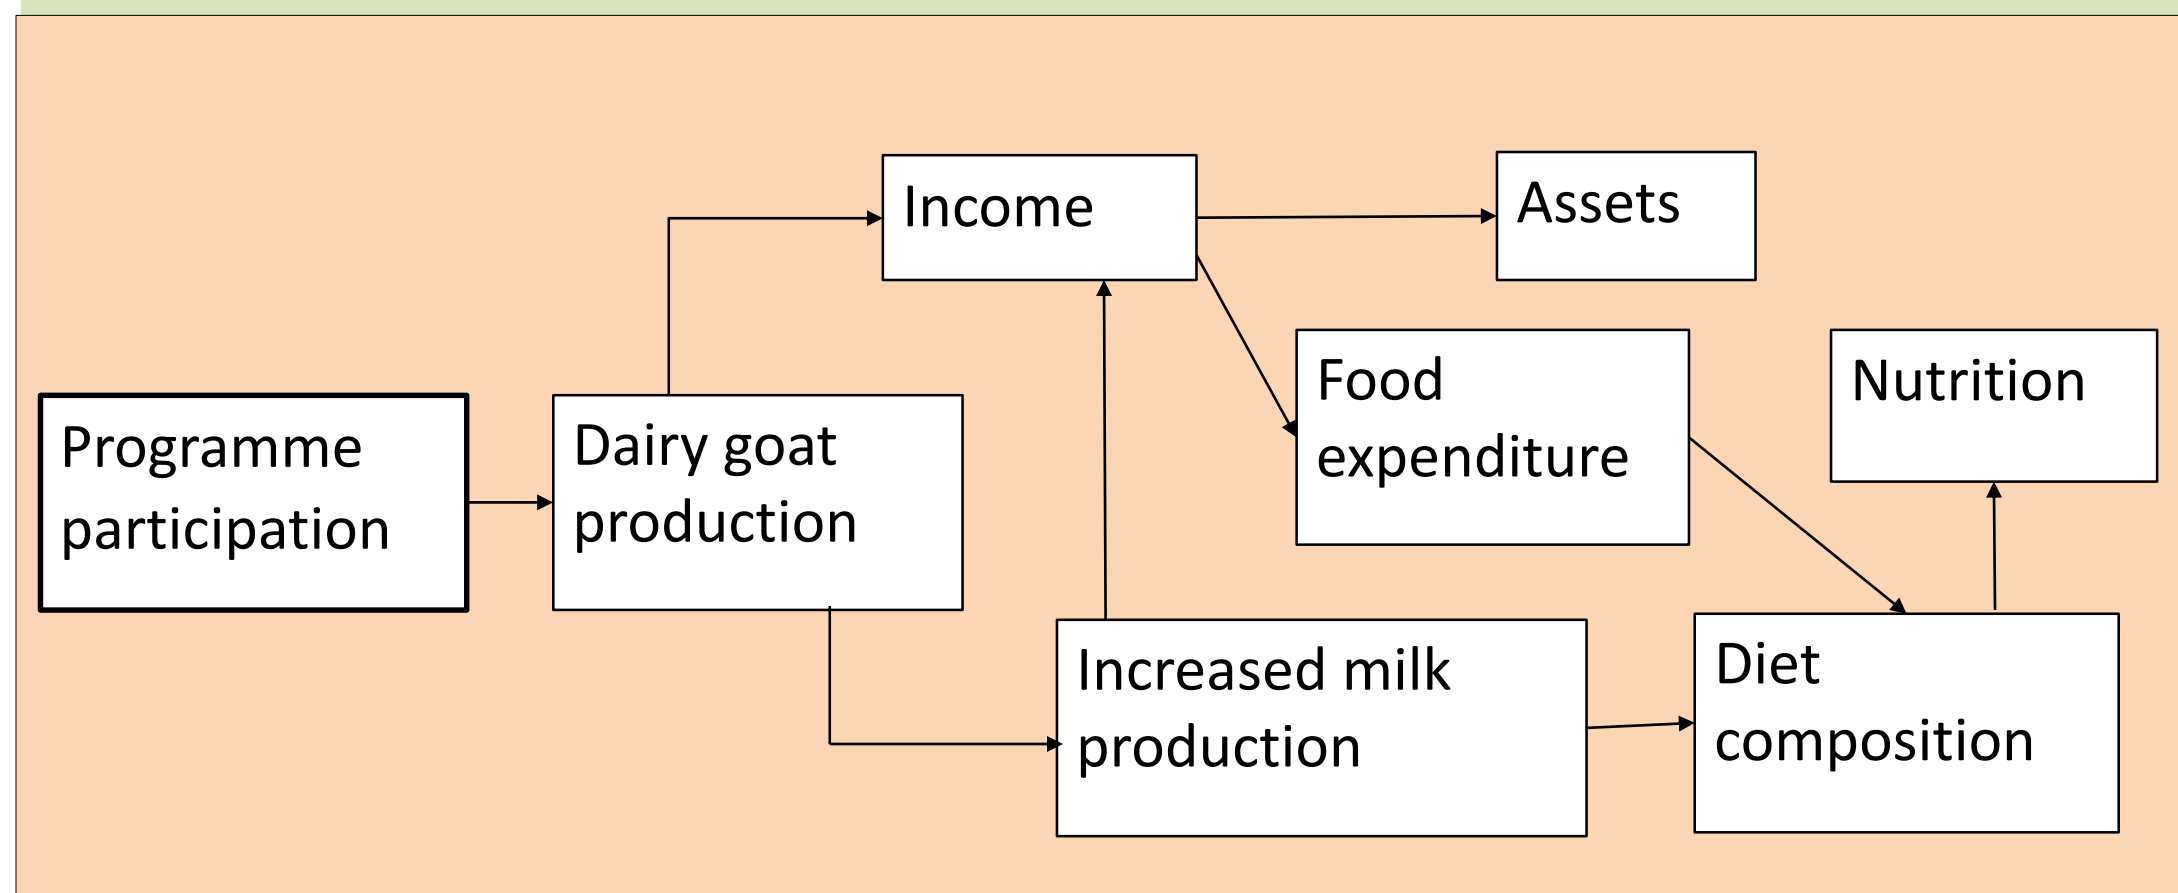 Income
Assets
Food
expenditure
Nutrition
Programme
participation
Dairy goat
production
Increased milk
production
Diet
composition